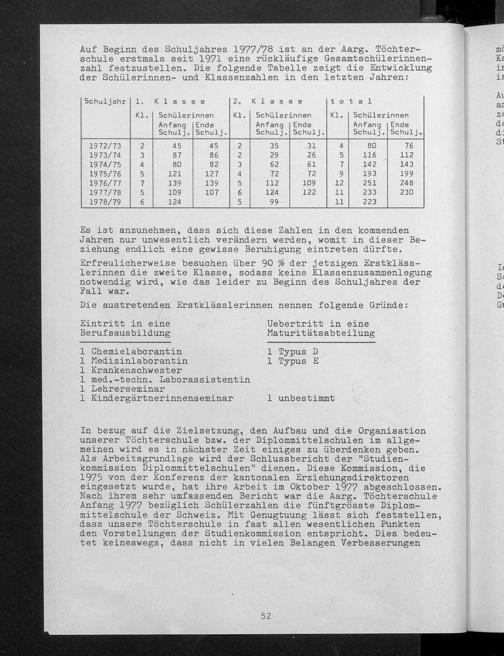 Auf Beginn des Schuljahres 1977/78 ist an der Aarg. Töchter-
schule erstmals seit 1971 eine rückläufige Gesamtschülerinnen-
zahl festzustellen. Die folgende Tabelle zeigt die Entwicklung
der Schülerinnen- und Klassenzahlen in den letzten Jahren:
Schuljahr 1. Klasse 2. Klasse total
Kl. Schülerinnen Kl. Schülerinnen Kl. Schülerinnen
Anfang Ende Anfang Ende Anfang Ende
Schulj. Schulj. Schulj. Schulj. Schulj. Schulj.
1972/73 2 45 45 2 35 31 4 80 76
1973/74 3 87 86 2 29 26 5 116 112
1974/75 4 80 82 3 62 61 7 142 143
1975/76 5 121 127 4 72 72 9 193 199
1976/77 7 139 139 5 112 109 12 251 248
1977/78 5 109 107 6 124 122 11 233 230
1978/79 6 124 5 99 11 223
Es ist anzunehmen, dass sich diese Zahlen in den kommenden
Jahren nur unwesentlich verändern werden, womit in dieser Be-
ziehung endlich eine gewisse Beruhigung eintreten dürfte.
Erfreulicherweise besuchen über 90 % der jetzigen Erstkläss-
lerinnen die zweite Klasse, sodass keine Klassenzusammenlegung
notwendig wird, wie das leider zu Beginn des Schuljahres der
Fall war.
Die austretenden Erstklässlerinnen nennen folgende Gründe:
Eintritt in eine Uebertritt in eine
Berufsausbildung Maturitätsabteilung
1 Chemielaborantin 1 Typus D
1 Medizinlaborantin 1 Typus E
1 Krankenschwester
1 med.-techn. Laborassistentin
1 Lehrerseminar
1 Kindergärtnerinnenseminar 1 unbestimmt
In bezug auf die Zielsetzung, den Aufbau und die Organisation
unserer Töchterschule bzw. der Diplommittelschulen im allge-
meinen wird es in nächster Zeit einiges zu überdenken geben.
Als Arbeitsgrundlage wird der Schlussbericht der "Studien-
kommission Diplommittelschulen" dienen. Diese Kommission, die
1975 von der Konferenz der kantonalen Erziehungsdirektoren
eingesetzt wurde, hat ihre Arbeit im Oktober 1977 abgeschlossen.
Nach ihrem sehr umfassenden Bericht war die Aarg. Töchterschule
Anfang 1977 bezüglich Schülerzahlen die fünftgrösste Diplom-
mittelschule der Schweiz. Mit Genugtuung lässt sich feststellen,
dass unsere Töchterschule in fast allen wesentlichen Punkten
den Vorstellungen der Studienkommission entspricht. Dies bedeu-
tet keineswegs, dass nicht in vielen Belangen Verbesserungen
52